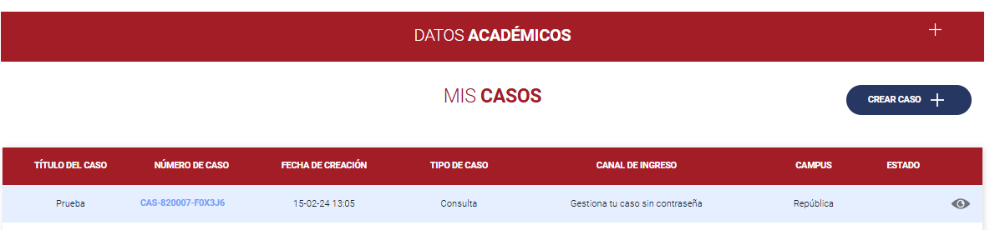 DATOS ACADÉMICOS
MIS CASOS
CREAR CASO
TÍTULO DEL CASO NÚMERO DE CASO FECHA DE CREACIÓN TIPO DE CASO CANAL DE INGRESO CAMPUS ESTADO
Prueba CAS-820007-F0X3J6 15-02-24 13:05 Consulta Gestiona tu caso sin contraseña República